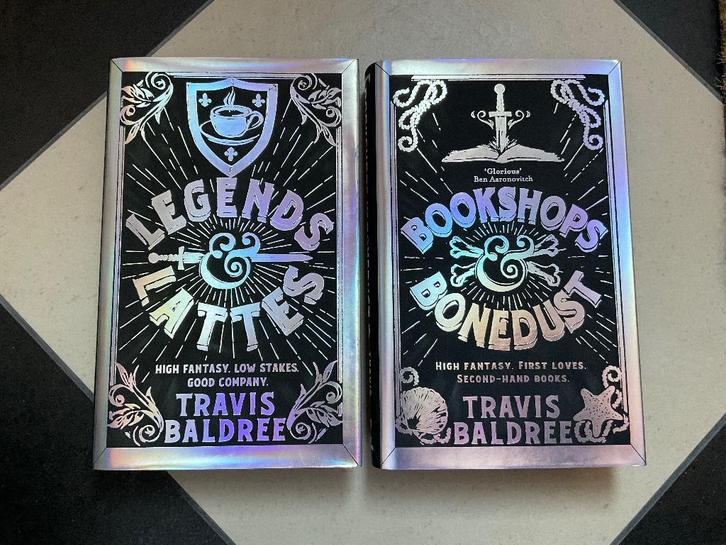 LEGENDS
&
LATTES
HIGH FANTASY. LOW STAKES.
GOOD COMPANY.
TRAVIS
BALDREE
'Glorious'
Ben Aaronovitch
BOOKSHOPS
&
BONEDUST
HIGH FANTASY. FIRST LOVES.
SECOND-HAND BOOKS.
TRAVIS
BALDREE